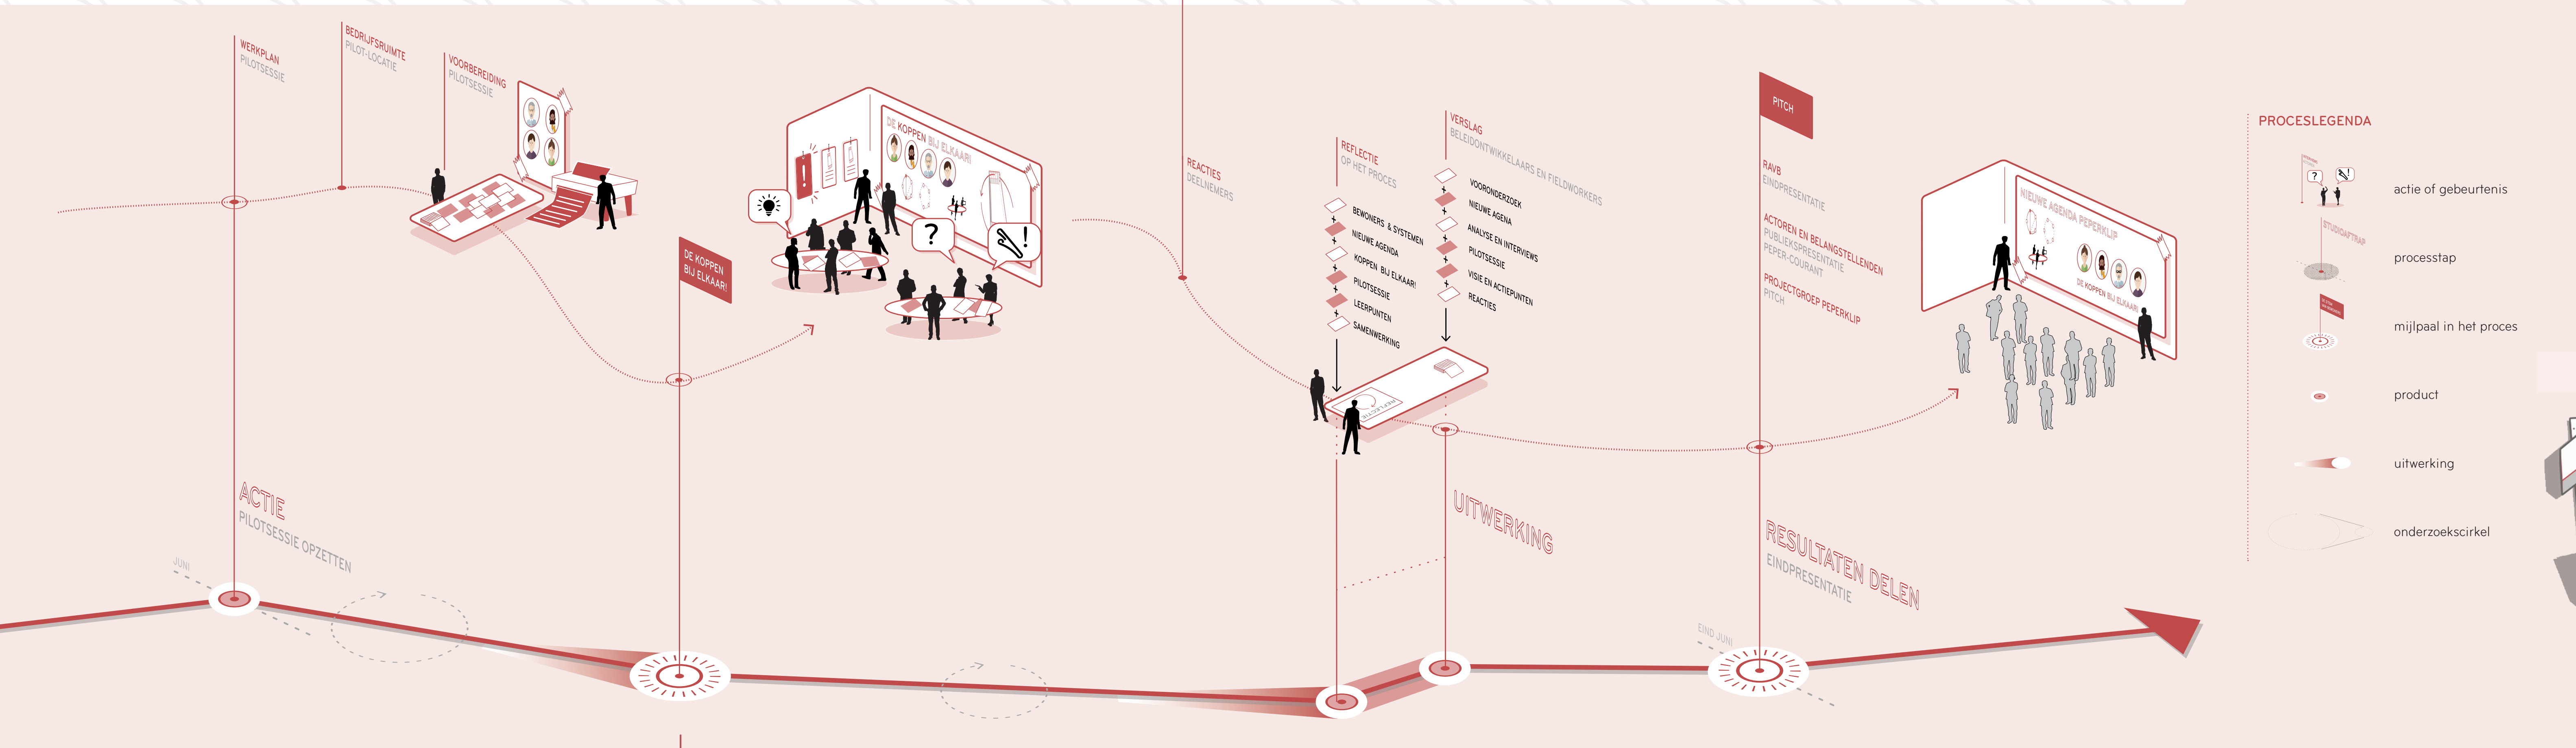 WERKPLAN
PILOTSESSIE
BEDRIJFSRUIMTE
PILOT-LOCATIE
VOORBEREIDING
PILOTSESSIE
DE KOPPEN
BIJ ELKAAR!
DE KOPPEN BIJ ELKAAR!
!
?
!
REACTIES
DEELNEMERS
REFLECTIE
OP HET PROCES
BEWONERS & SYSTEMEN
NIEUWE AGENDA
KOPPEN BIJ ELKAAR!
PILOTSESSIE
LEERPUNTEN
SAMENWERKING
VERSLAG
BELEIDONTWIKKELAARS EN FIELDWORKERS
VOORONDERZOEK
NIEUWE AGENA
ANALYSE EN INTERVIEWS
PILOTSESSIE
VISIE EN ACTIEPUNTEN
REACTIES
REFLECTIE
PITCH
RAVB
EINDPRESENTATIE
ACTOREN EN BELANGSTELLENDEN
PUBLIEKSPRESENTATIE
PEPER-COURANT
PROJECTGROEP PEPERKLIP
PITCH
NIEUWE AGENDA PEPERKLIP
DE KOPPEN BIJ ELKAAR!
JUNI
ACTIE
PILOTSESSIE OPZETTEN
UITWERKING
EIND JUNI
RESULTATEN DELEN
EINDPRESENTATIE
PROCESLEGENDA
?
!
actie of gebeurtenis
STUDIOAFTRAP
processtap
mijlpaal in het proces
product
uitwerking
onderzoekscirkel